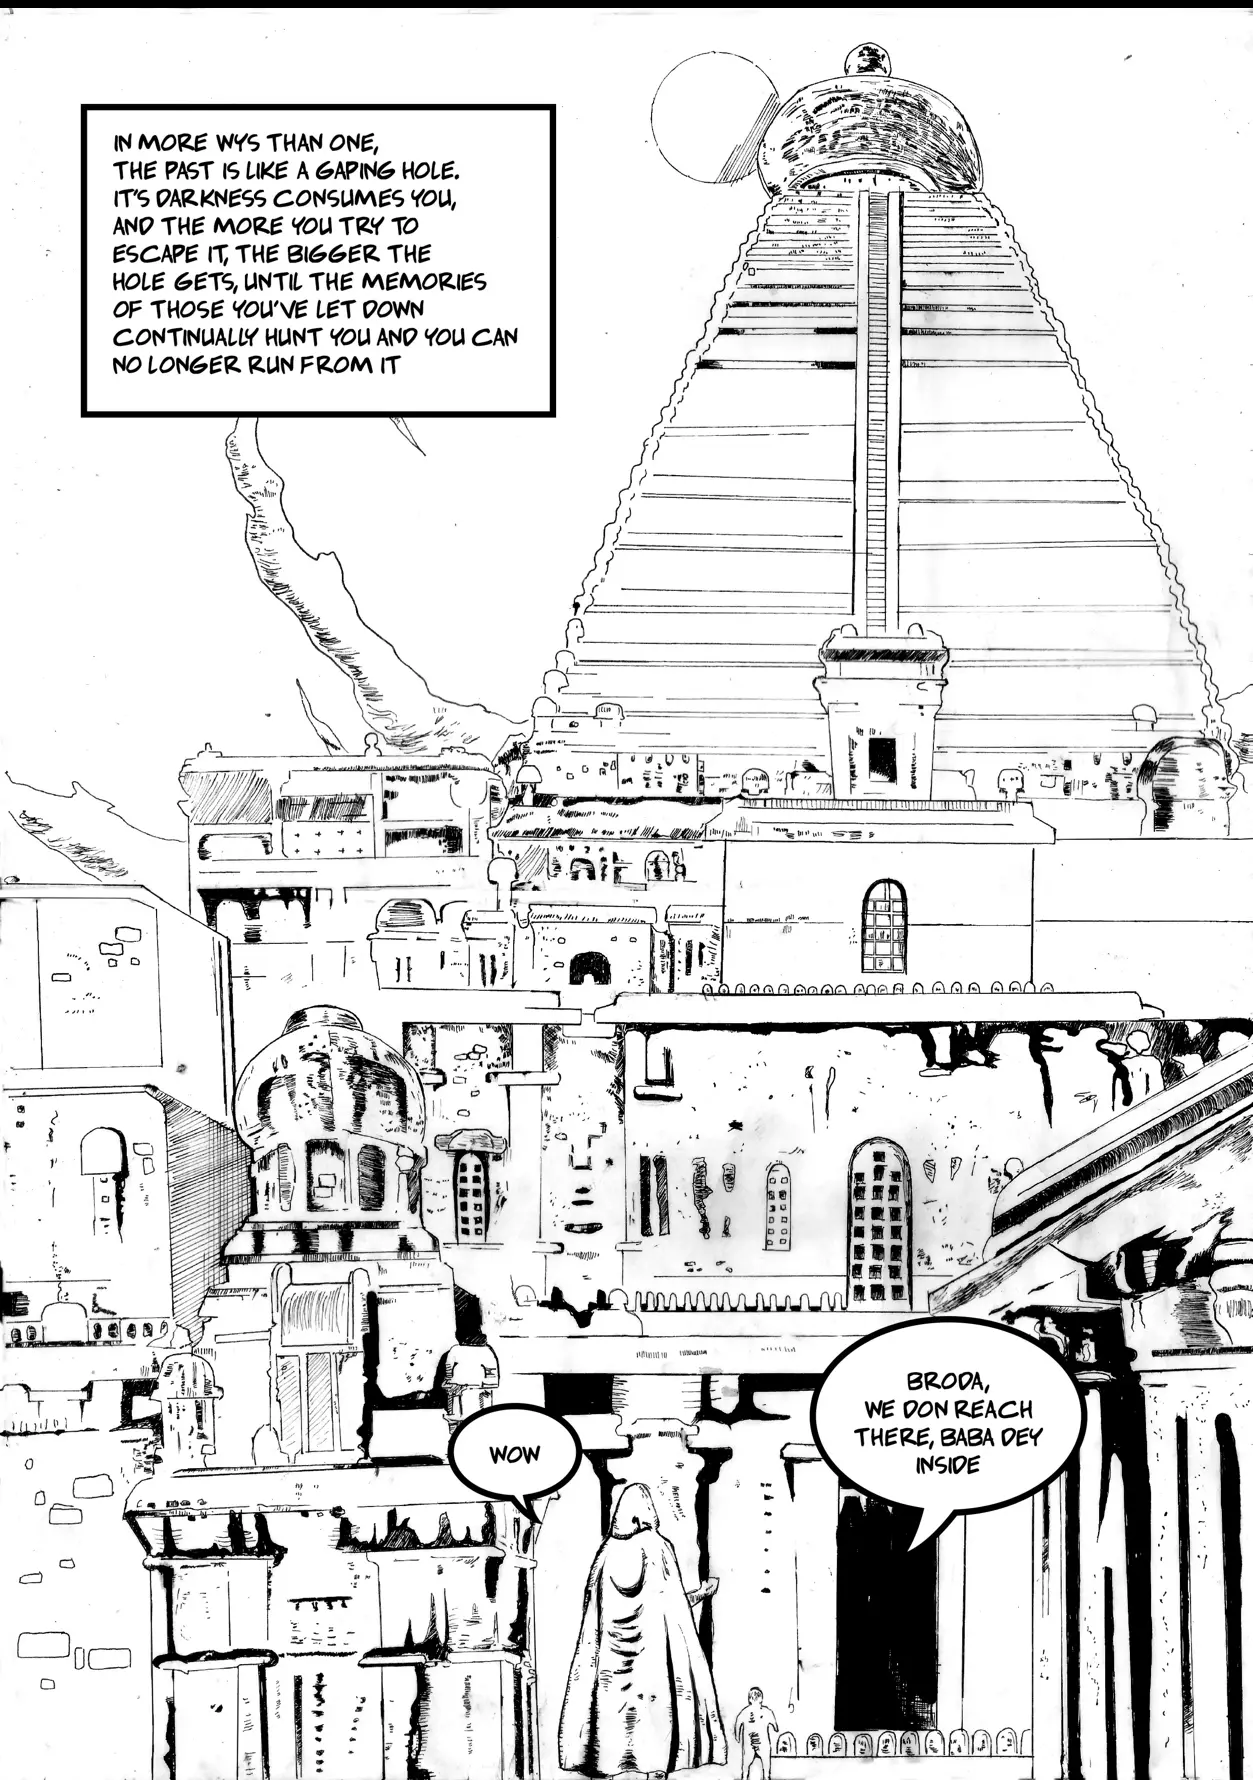 IN MORE WYS THAN ONE,
THE PAST IS LIKE A GAPING HOLE.
IT'S DARKNESS CONSUMES YOU,
AND THE MORE YOU TRY TO
ESCAPE IT, THE BIGGER THE
HOLE GETS, UNTIL THE MEMORIES
OF THOSE YOU'VE LET DOWN
CONTINUALLY HUNT YOU AND YOU CAN
NO LONGER RUN FROM IT
WOW
BRODA,
WE DON REACH
THERE, BABA DEY
INSIDE